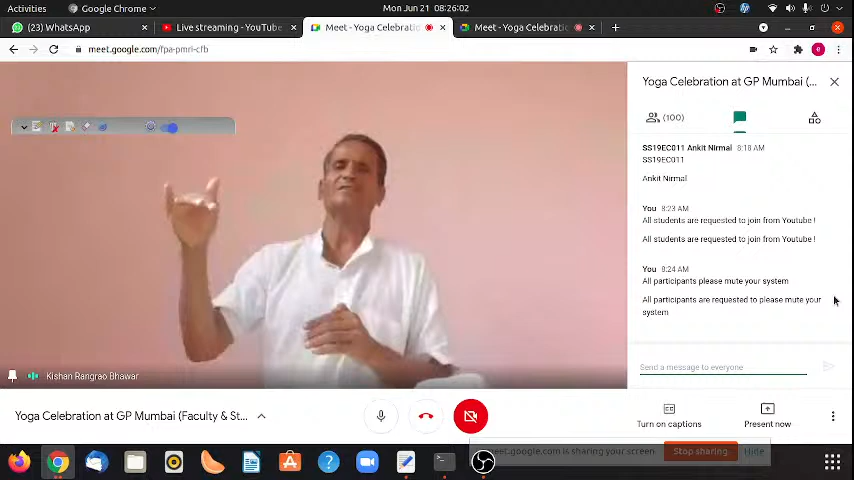 Activities
Google Chrome
Mon Jun 21 08:26:02
(23) WhatsApp
Live streaming - YouTube
Meet - Yoga Celebratio
Meet - Yoga Celebratio
meet.google.com/fpa-pmri-cfb
Yoga Celebration at GP Mumbai (...
(100)
SS19EC011 Ankit Nirmal 8:18 AM
SS19EC011
Ankit Nirmal
You 8:23 AM
All students are requested to join from Youtube !
All students are requested to join from Youtube !
You 8:24 AM
All participants please mute your system
All participants are requested to please mute your
system
Send a message to everyone
Kishan Rangrao Bhawar
Yoga Celebration at GP Mumbai (Faculty & St...
Turn on captions
Present now
meet.google.com is sharing your screen
Stop sharing
Hide